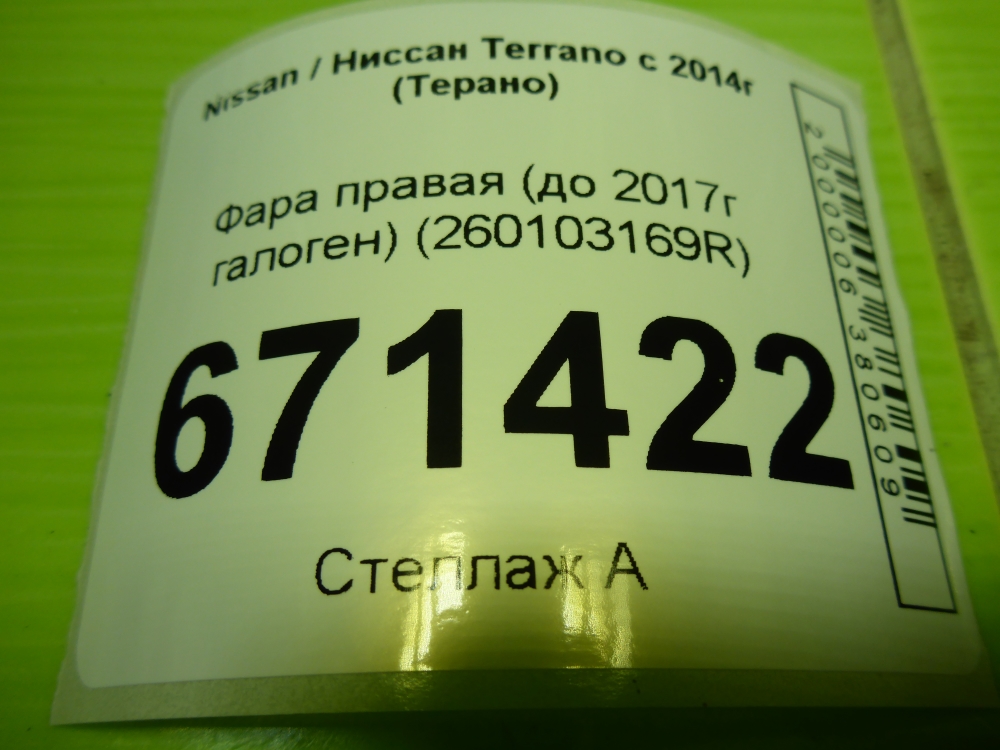 Nissan / Ниссан Terrano с 2014г
(Терано)
Фара правая (до 2017г
галоген) (260103169R)
671422
Стеллаж А
2000006380609